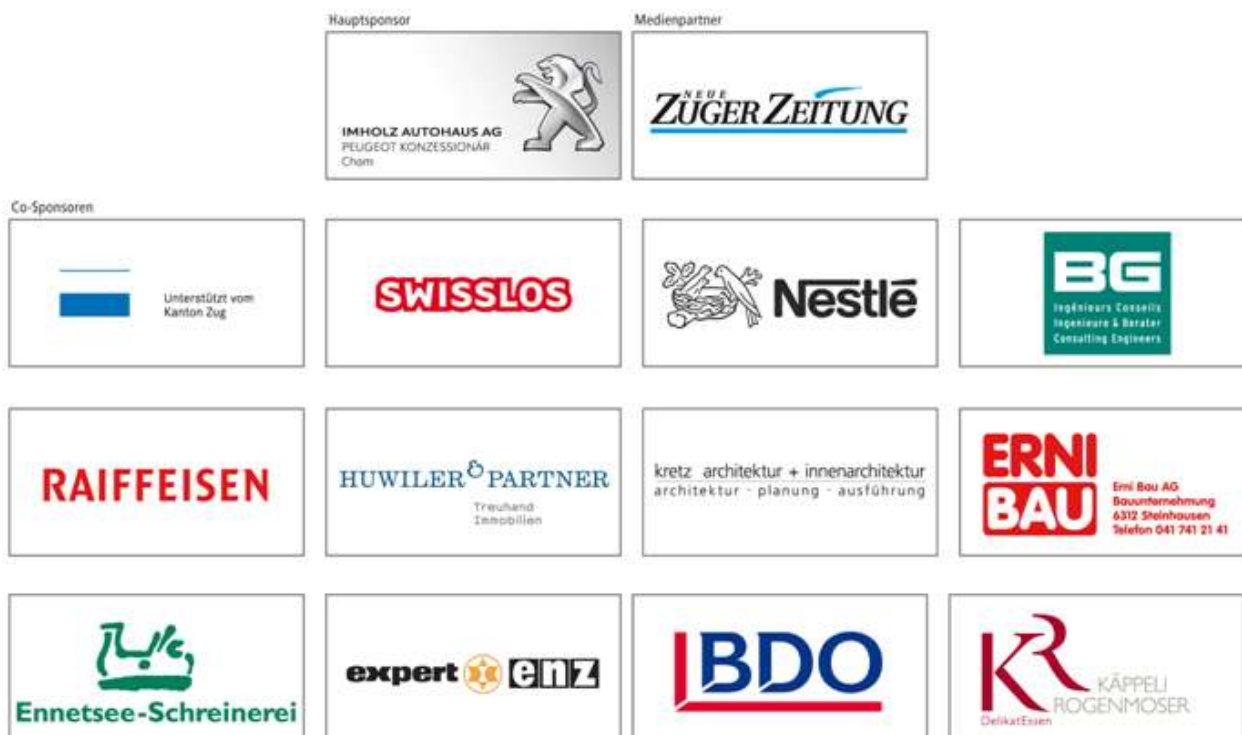 Hauptsponsor
Medienpartner
IMHOLZ AUTOHAUS AG
PEUGEOT KONZESSIONÄR
Cham
NEUE
ZUGER ZEITUNG
Co-Sponsoren
Unterstützt vom
Kanton Zug
SWISSLOS
Nestlé
BG
Ingénieurs Conseils
Ingenieure & Berater
Consulting Engineers
RAIFFEISEN
HUWILER & PARTNER
Treuhand
Immobilien
kretz architektur + innenarchitektur
architektur - planung - ausführung
ERNI
BAU
Erni Bau AG
Bauunternehmung
6312 Steinhausen
Telefon 041 741 21 41
Ennetsee-Schreinerei
expert enz
BDO
KR
KÄPPELI
ROGENMOSER
DelikatEssen